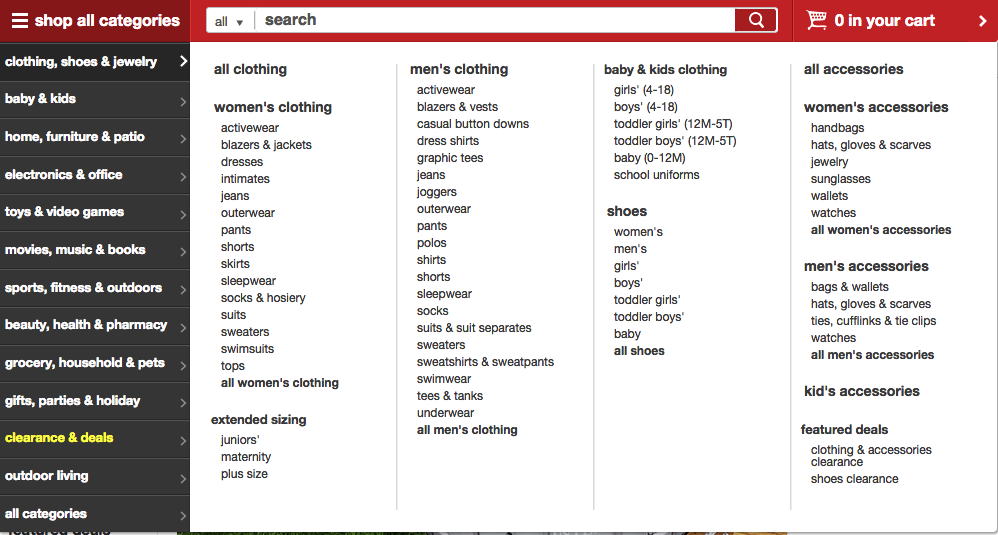 shop all categories
all
search
0 in your cart
clothing, shoes & jewelry
baby & kids
home, furniture & patio
electronics & office
toys & video games
movies, music & books
sports, fitness & outdoors
beauty, health & pharmacy
grocery, household & pets
gifts, parties & holiday
clearance & deals
outdoor living
all categories
all clothing
women's clothing
activewear
blazers & jackets
dresses
intimates
jeans
outerwear
pants
shorts
skirts
sleepwear
socks & hosiery
suits
sweaters
swimsuits
tops
all women's clothing
extended sizing
juniors'
maternity
plus size
men's clothing
activewear
blazers & vests
casual button downs
dress shirts
graphic tees
jeans
joggers
outerwear
pants
polos
shirts
shorts
sleepwear
socks
suits & suit separates
sweaters
sweatshirts & sweatpants
swimwear
tees & tanks
underwear
all men's clothing
baby & kids clothing
girls' (4-18)
boys' (4-18)
toddler girls' (12M-5T)
toddler boys' (12M-5T)
baby (0-12M)
school uniforms
shoes
women's
men's
girls'
boys'
toddler girls'
toddler boys'
baby
all shoes
all accessories
women's accessories
handbags
hats, gloves & scarves
jewelry
sunglasses
wallets
watches
all women's accessories
men's accessories
bags & wallets
hats, gloves & scarves
ties, cufflinks & tie clips
watches
all men's accessories
kid's accessories
featured deals
clothing & accessories
clearance
shoes clearance